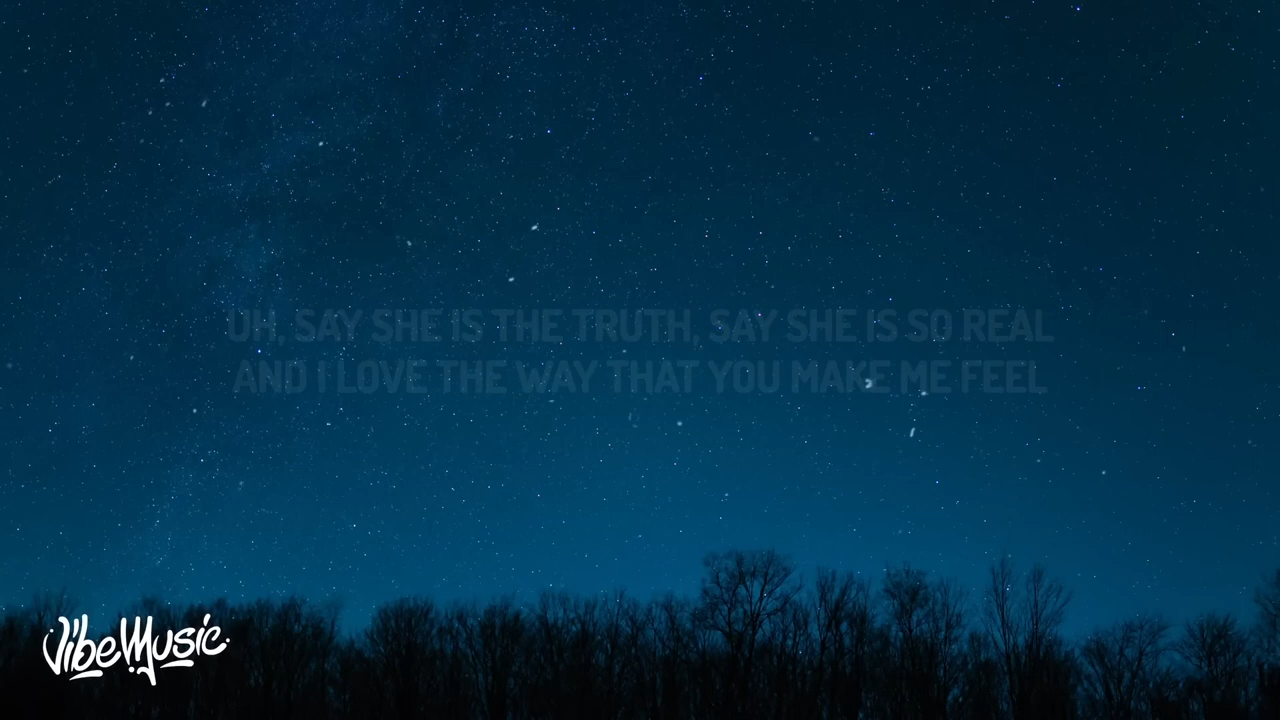 UH, SAY SHE IS THE TRUTH, SAY SHE IS SO REAL
AND I LOVE THE WAY THAT YOU MAKE ME FEEL
VibeMusic